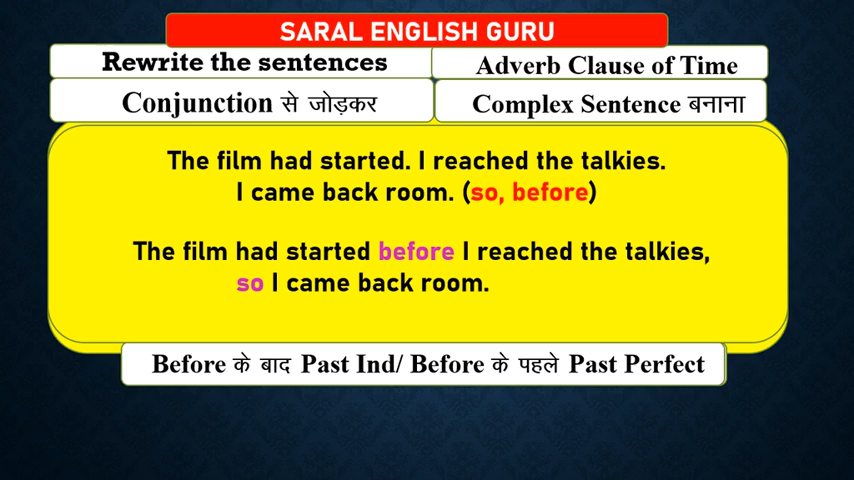 SARAL ENGLISH GURU
Rewrite the sentences
Adverb Clause of Time
Conjunction से जोड़कर
Complex Sentence बनाना
The film had started. I reached the talkies.
I came back room. (so, before)
The film had started before I reached the talkies,
so I came back room.
Before के बाद Past Ind/ Before के पहले Past Perfect